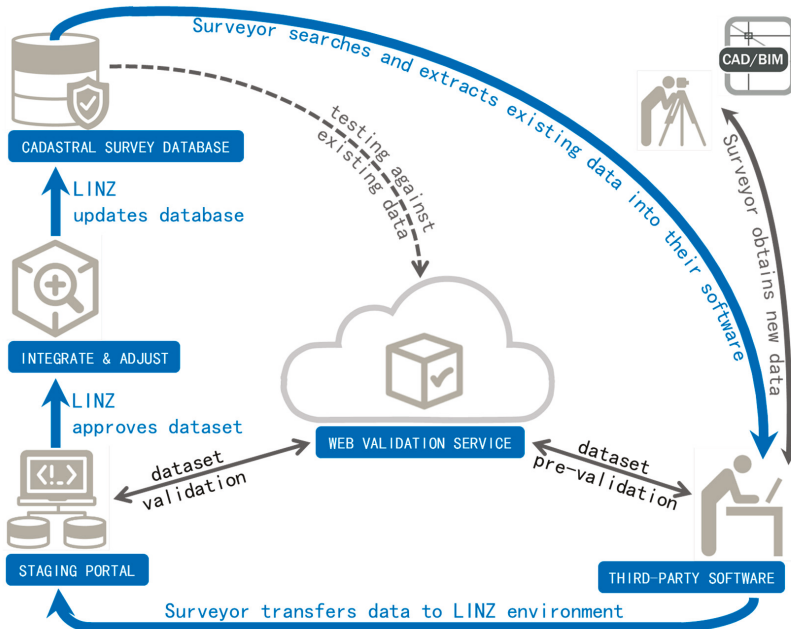 Surveyor searches and extracts existing data into their software
CAD/BIM
testing against
existing data
Surveyor obtains new data
CADASTRAL SURVEY DATABASE
LINZ
updates database
INTEGRATE & ADJUST
LINZ
approves dataset
WEB VALIDATION SERVICE
dataset
validation
dataset
pre-validation
<!_>
STAGING PORTAL
THIRD-PARTY SOFTWARE
Surveyor transfers data to LINZ environment